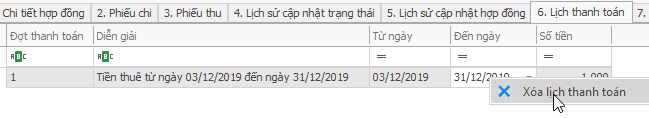 Chi tiết hợp đồng 2. Phiếu chi 3. Phiếu thu 4. Lịch sử cập nhật trạng thái 5. Lịch sử cập nhật hợp đồng 6. Lịch thanh toán 7.
Đợt thanh toán Diễn giải Từ ngày Đến ngày Số tiền
ABC ABC = = =
1 Tiền thuê từ ngày 03/12/2019 đến ngày 31/12/2019 03/12/2019 31/12/2019
Xóa lịch thanh toán